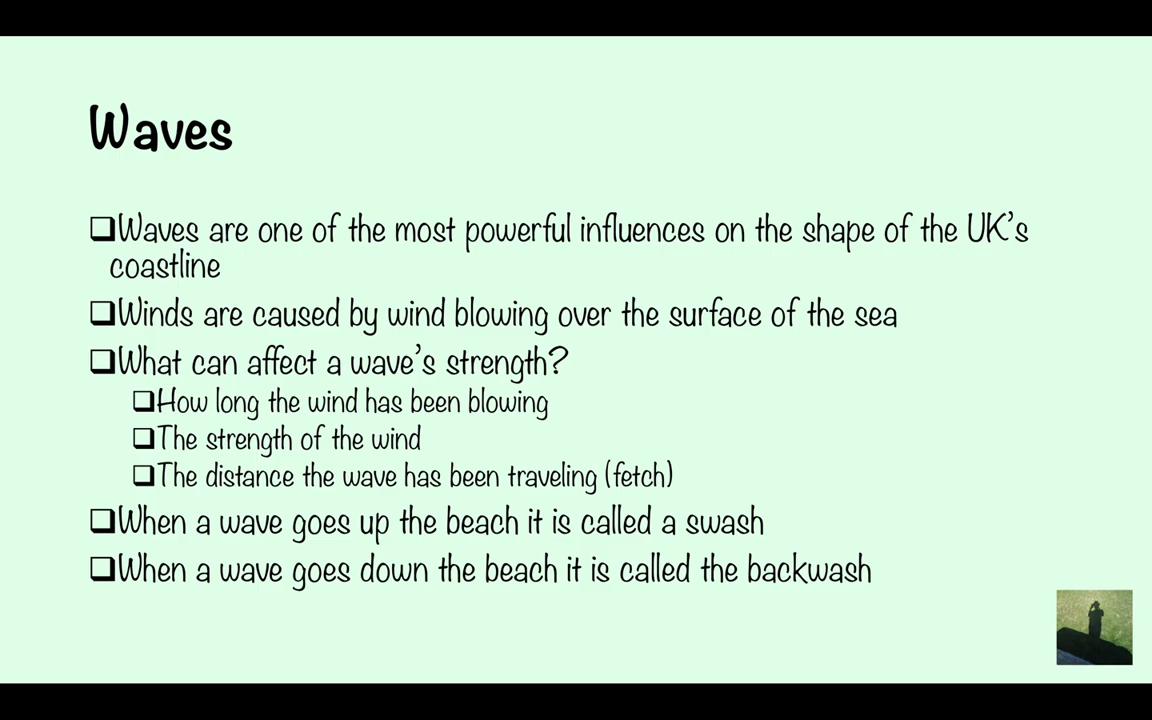 Waves
❑Waves are one of the most powerful influences on the shape of the UK's
coastline
❑Winds are caused by wind blowing over the surface of the sea
❑What can affect a wave's strength?
❑How long the wind has been blowing
❑The strength of the wind
❑The distance the wave has been traveling (fetch)
❑When a wave goes up the beach it is called a swash
❑When a wave goes down the beach it is called the backwash